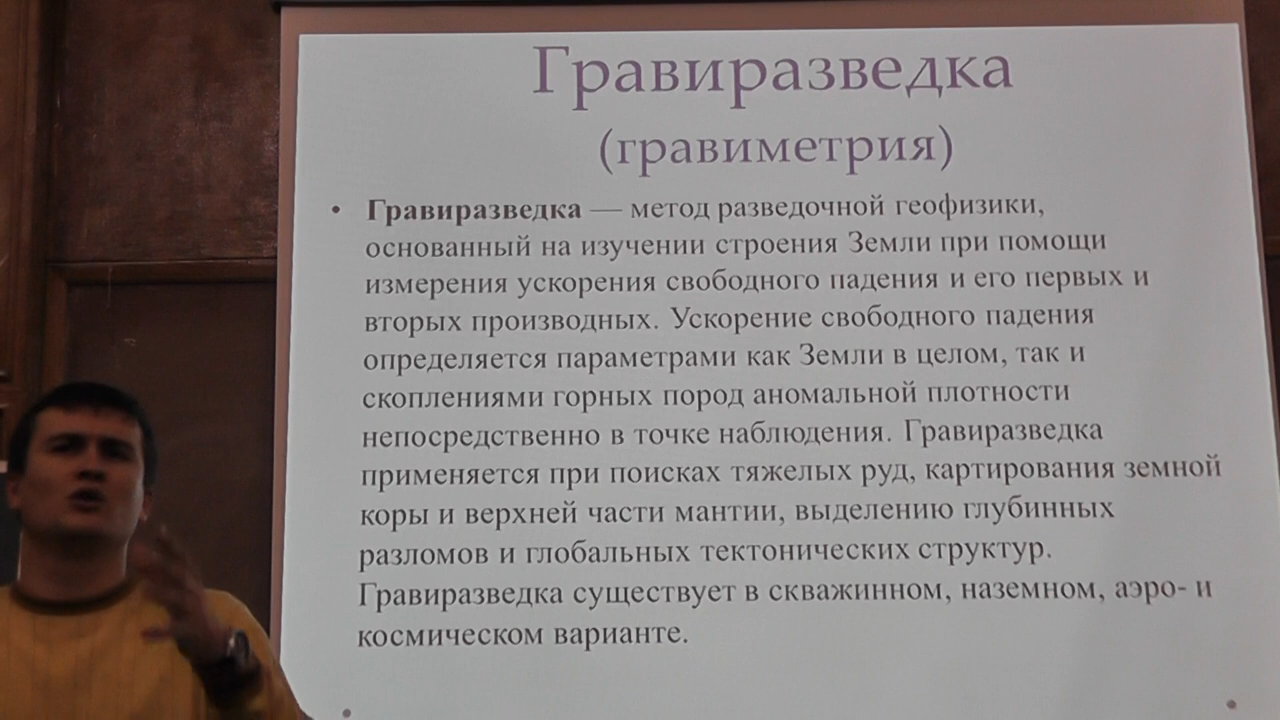 Гравиразведка
(гравиметрия)
• Гравиразведка — метод разведочной геофизики,
основанный на изучении строения Земли при помощи
измерения ускорения свободного падения и его первых и
вторых производных. Ускорение свободного падения
определяется параметрами как Земли в целом, так и
скоплениями горных пород аномальной плотности
непосредственно в точке наблюдения. Гравиразведка
применяется при поисках тяжелых руд, картирования земной
коры и верхней части мантии, выделению глубинных
разломов и глобальных тектонических структур.
Гравиразведка существует в скважинном, наземном, аэро- и
космическом варианте.